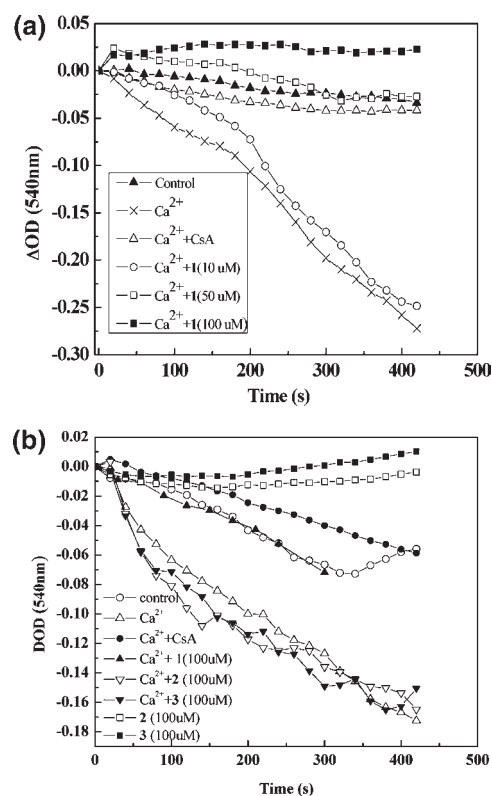 (a)
0.05
0.00
-0.05
-0.10
-0.15
-0.20
-0.25
-0.30
ΔOD (540nm)
Control
Ca2+
Ca2++CsA
Ca2++1(10 uM)
Ca2++1(50 uM)
Ca2++1(100 uM)
0 100 200 300 400 500
Time (s)
(b)
0.02
0.00
-0.02
-0.04
-0.06
-0.08
-0.10
-0.12
-0.14
-0.16
-0.18
DOD (540nm)
control
Ca2+
Ca2++CsA
Ca2++ 1 (100uM)
Ca2++2 (100uM)
Ca2++3 (100uM)
2 (100uM)
3 (100uM)
0 100 200 300 400 500
Time (s)